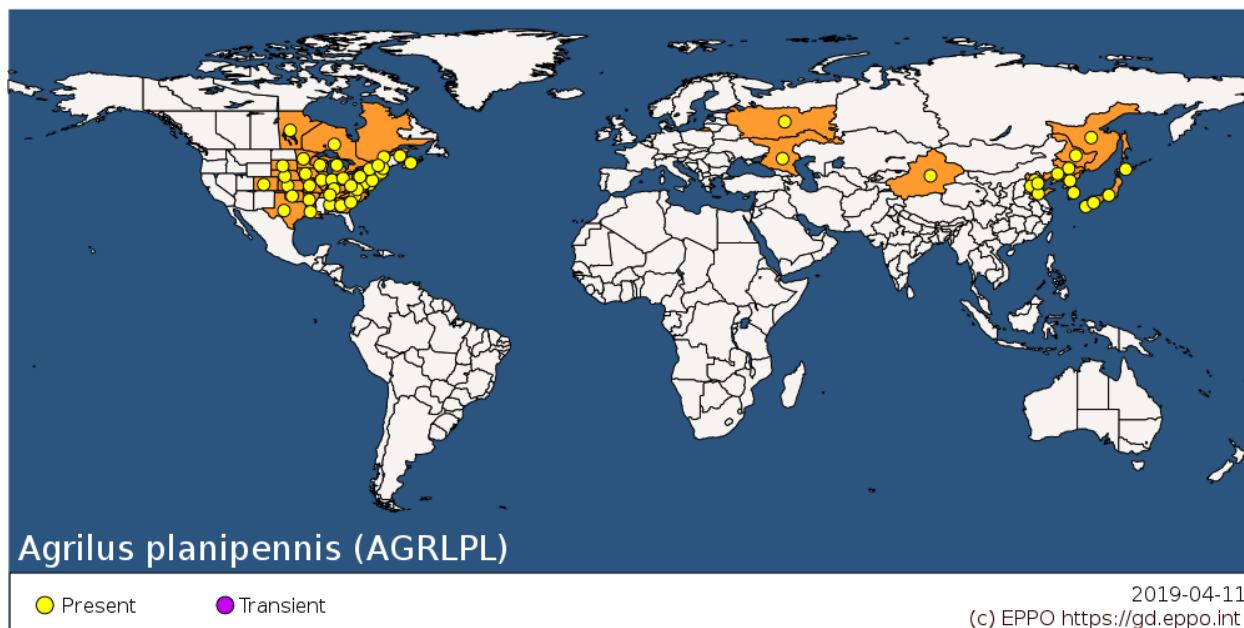 Agrilus planipennis (AGRLPL)
Present
Transient
2019-04-11
(c) EPPO https://gd.eppo.int